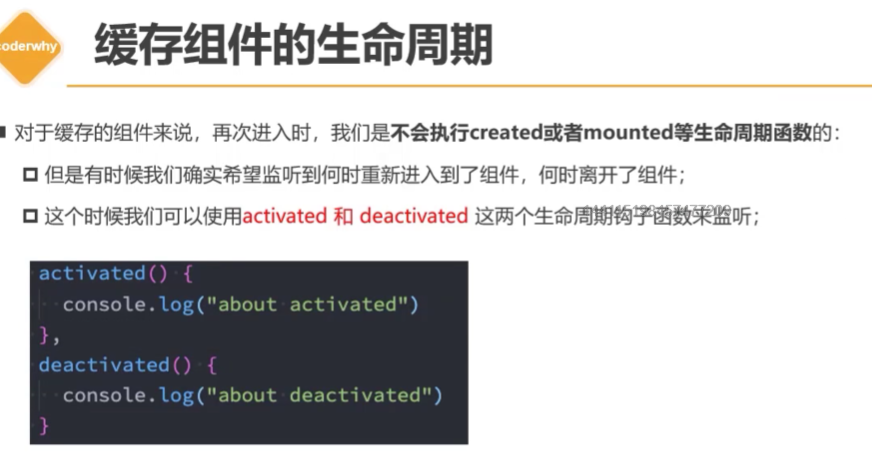 coderwhy
缓存组件的生命周期
对于缓存的组件来说，再次进入时，我们是不会执行created或者mounted等生命周期函数的：
但是有时候我们确实希望监听到何时重新进入到了组件，何时离开了组件；
这个时候我们可以使用activated 和 deactivated 这两个生命周期钩子函数来监听；
activated() {
console.log("about activated")
},
deactivated() {
console.log("about deactivated")
}